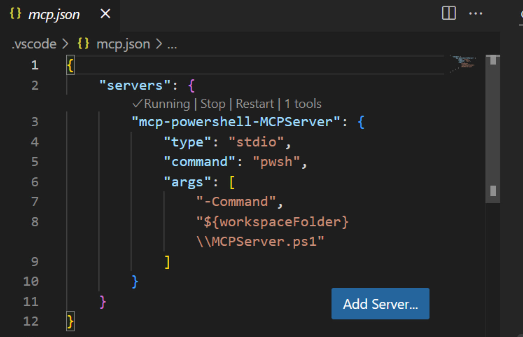 {} mcp.json ×
.vscode > {} mcp.json > ...
1 {
2 "servers": {
✓Running | Stop | Restart | 1 tools
3 "mcp-powershell-MCPServer": {
4 "type": "stdio",
5 "command": "pwsh",
6 "args": [
7 "-Command",
8 "${workspaceFolder}
\\MCPServer.ps1"
9 ]
10 }
11 }
12 }
Add Server...